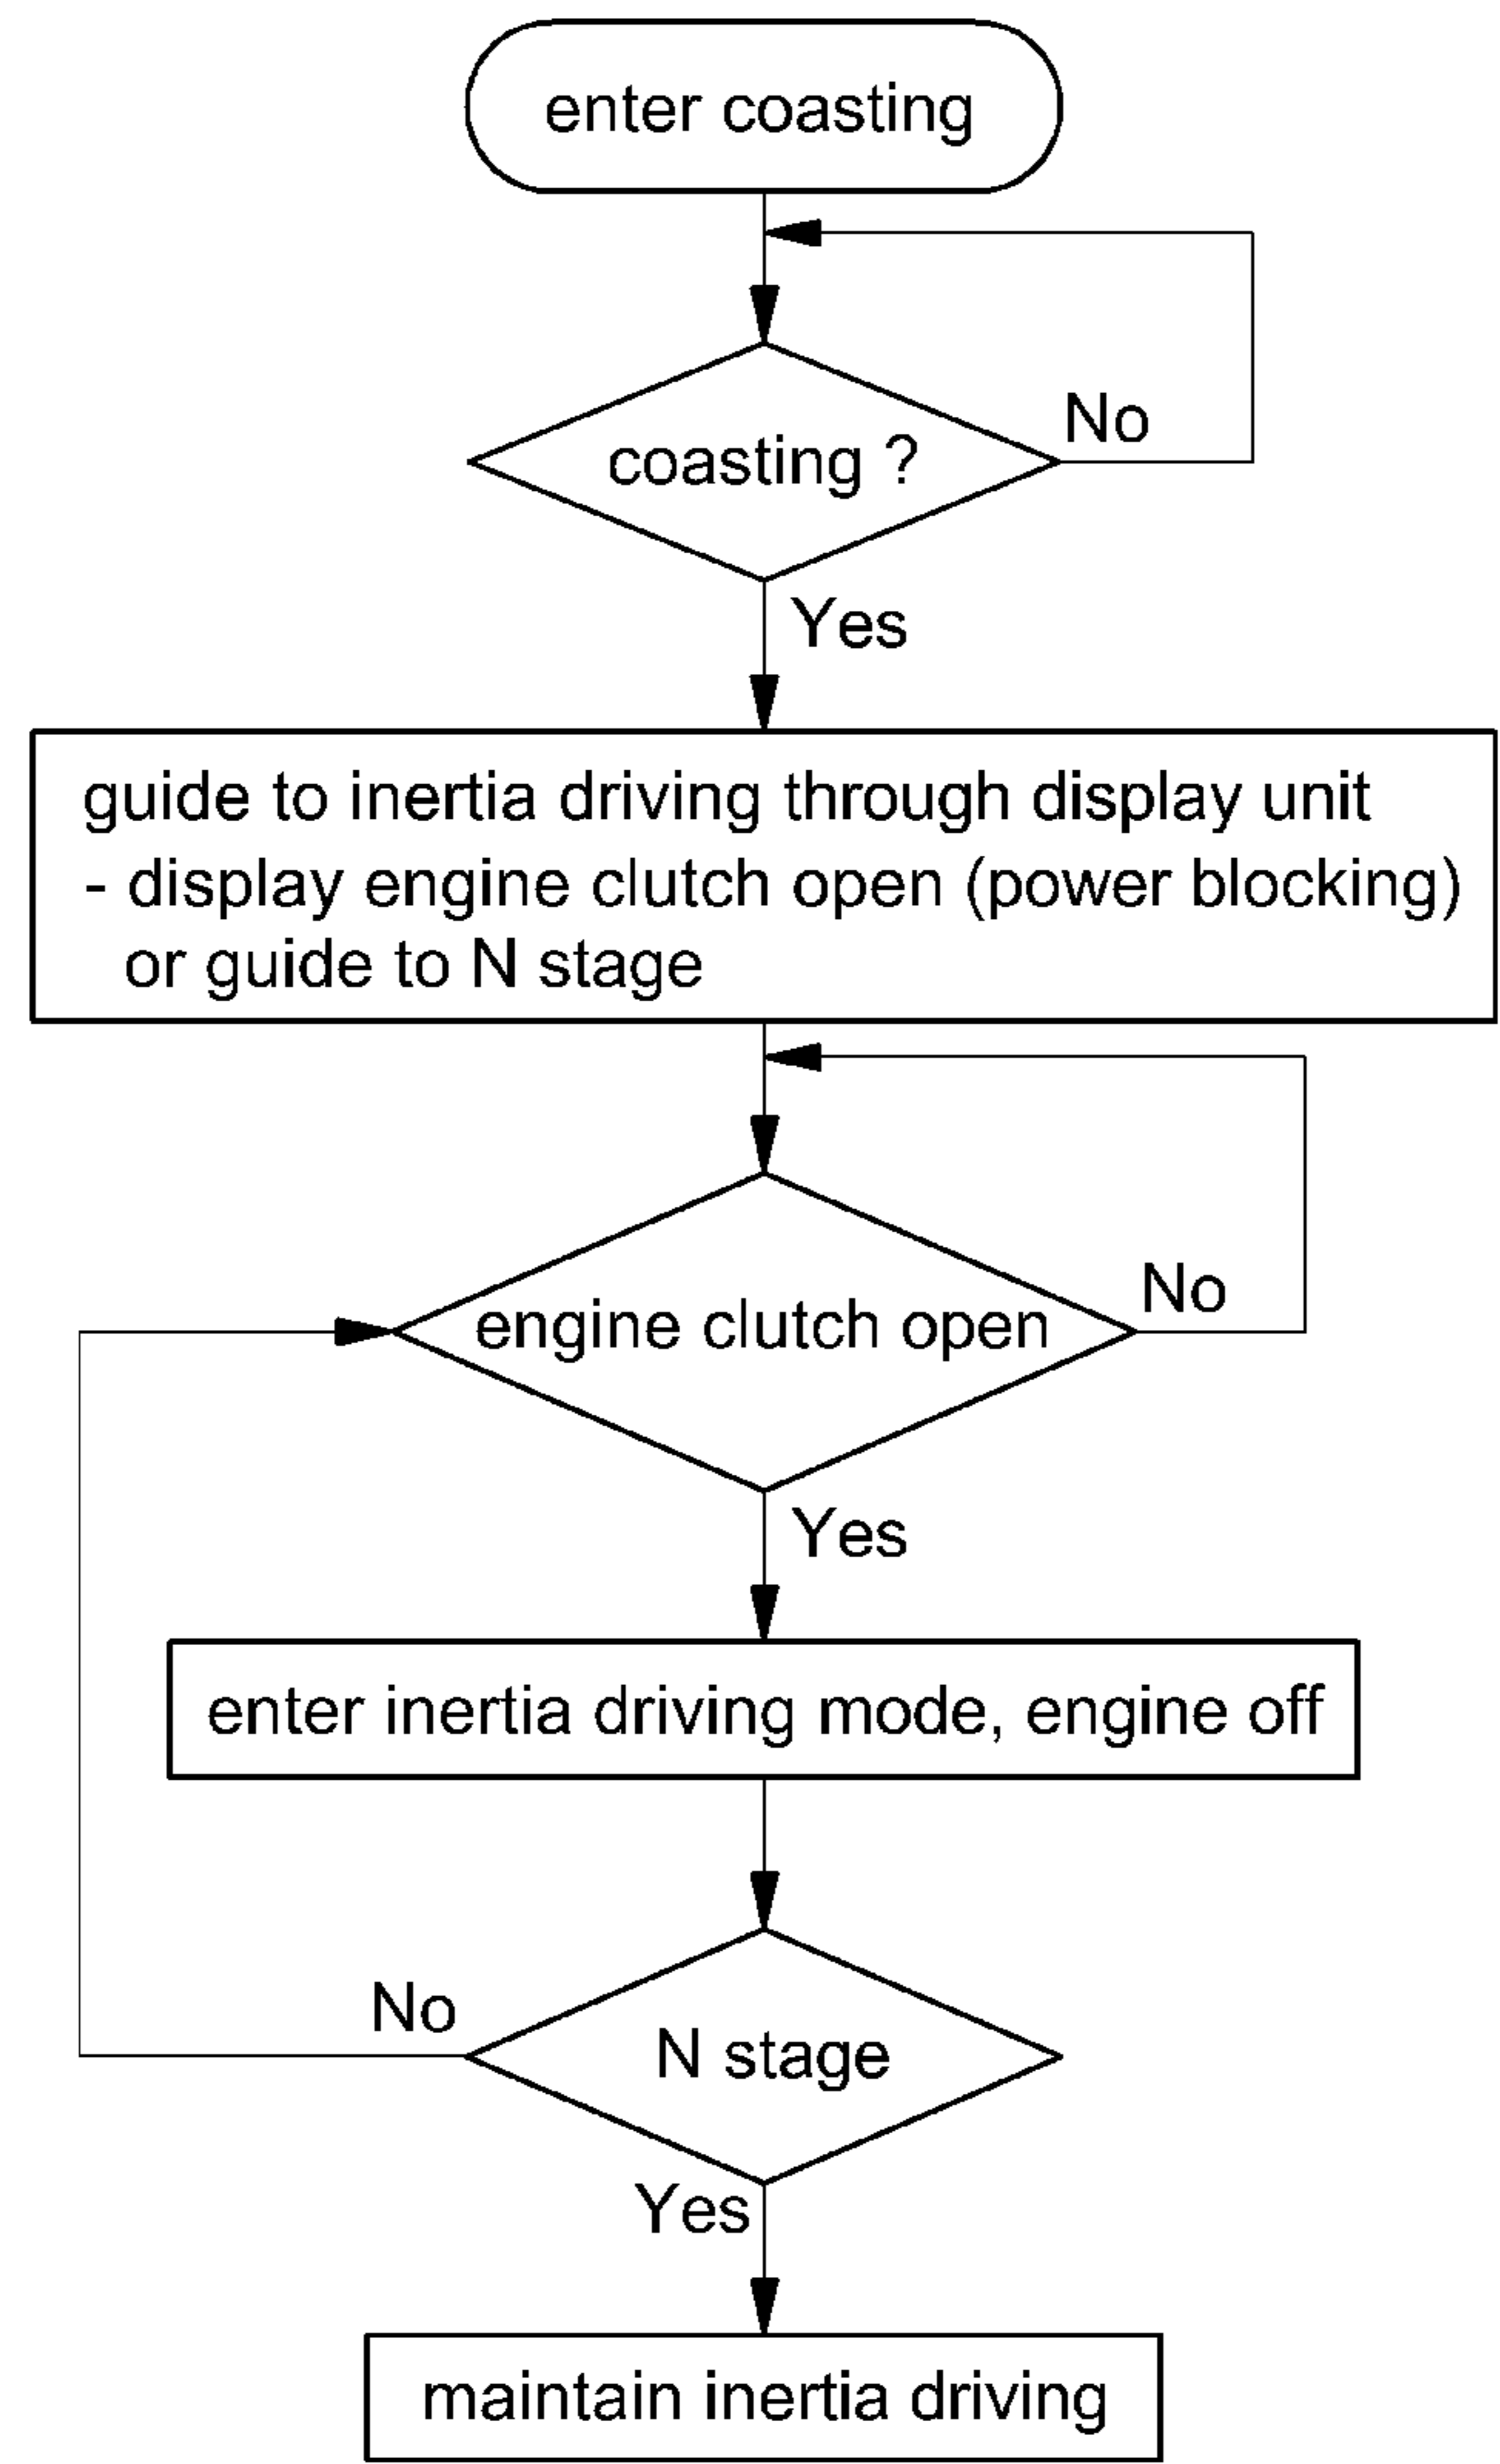 enter coasting
coasting ?
No
Yes
guide to inertia driving through display unit
- display engine clutch open (power blocking)
or guide to N stage
engine clutch open
No
Yes
enter inertia driving mode, engine off
No
N stage
Yes
maintain inertia driving